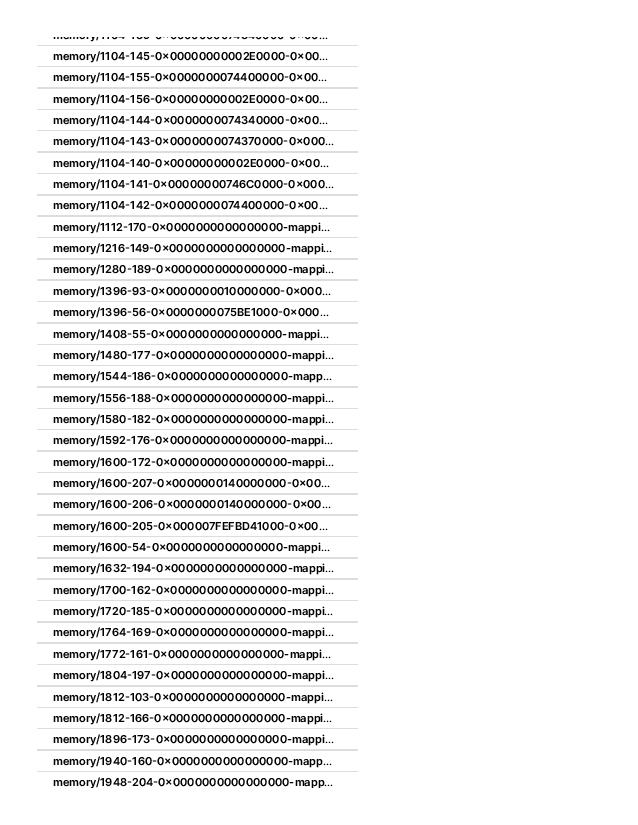 memory/1104-145-0×00000000002E0000-0×00...
memory/1104-155-0×0000000074400000-0×00...
memory/1104-156-0×00000000002E0000-0×00...
memory/1104-144-0×0000000074340000-0×00...
memory/1104-143-0×0000000074370000-0×000...
memory/1104-140-0×00000000002E0000-0×00...
memory/1104-141-0×00000000746C0000-0×000...
memory/1104-142-0×0000000074400000-0×00...
memory/1112-170-0×0000000000000000-mappi...
memory/1216-149-0×0000000000000000-mappi...
memory/1280-189-0×0000000000000000-mappi...
memory/1396-93-0×0000000010000000-0×000...
memory/1396-56-0×0000000075BE1000-0×000...
memory/1408-55-0×0000000000000000-mappi...
memory/1480-177-0×0000000000000000-mappi...
memory/1544-186-0×0000000000000000-mapp...
memory/1556-188-0×0000000000000000-mappi...
memory/1580-182-0×0000000000000000-mappi...
memory/1592-176-0×0000000000000000-mappi...
memory/1600-172-0×0000000000000000-mappi...
memory/1600-207-0×0000000140000000-0×00...
memory/1600-206-0×0000000140000000-0×00...
memory/1600-205-0×000007FEFBD41000-0×00...
memory/1600-54-0×0000000000000000-mappi...
memory/1632-194-0×0000000000000000-mappi...
memory/1700-162-0×0000000000000000-mappi...
memory/1720-185-0×0000000000000000-mappi...
memory/1764-169-0×0000000000000000-mappi...
memory/1772-161-0×0000000000000000-mappi...
memory/1804-197-0×0000000000000000-mappi...
memory/1812-103-0×0000000000000000-mappi...
memory/1812-166-0×0000000000000000-mappi...
memory/1896-173-0×0000000000000000-mappi...
memory/1940-160-0×0000000000000000-mapp...
memory/1948-204-0×0000000000000000-mapp...